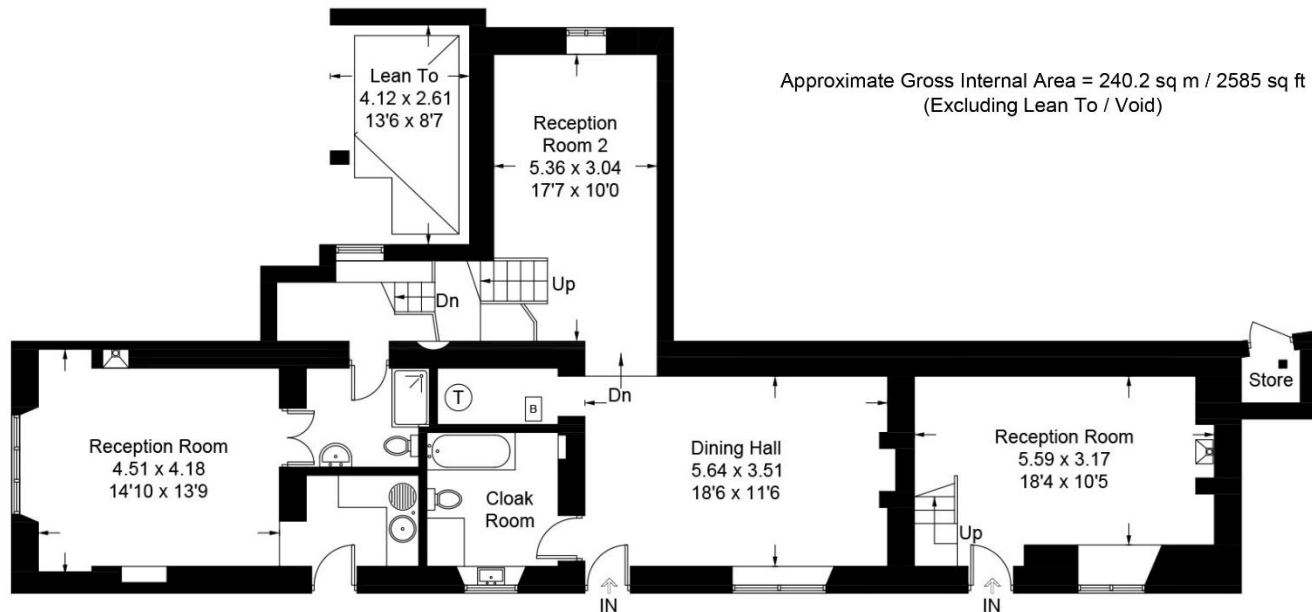 Approximate Gross Internal Area = 240.2 sq m / 2585 sq ft
(Excluding Lean To / Void)
Lean To
4.12 x 2.61
13'6 x 8'7
Reception
Room 2
5.36 x 3.04
17'7 x 10'0
Up
Dn
Dn
Store
T
B
Reception Room
4.51 x 4.18
14'10 x 13'9
Cloak
Room
Dining Hall
5.64 x 3.51
18'6 x 11'6
Reception Room
5.59 x 3.17
18'4 x 10'5
Up
IN
IN